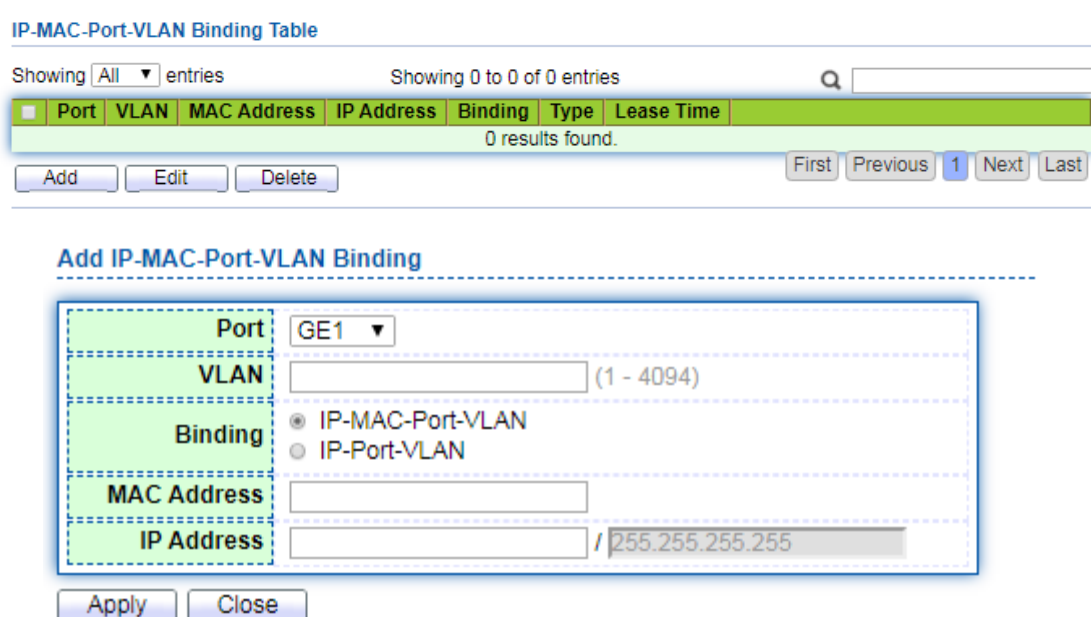 IP-MAC-Port-VLAN Binding Table
Showing All entries Showing 0 to 0 of 0 entries
Port VLAN MAC Address IP Address Binding Type Lease Time
0 results found.
Add Edit Delete First Previous 1 Next Last
Add IP-MAC-Port-VLAN Binding
Port GE1
VLAN (1 - 4094)
Binding IP-MAC-Port-VLAN
IP-Port-VLAN
MAC Address
IP Address / 255.255.255.255
Apply Close